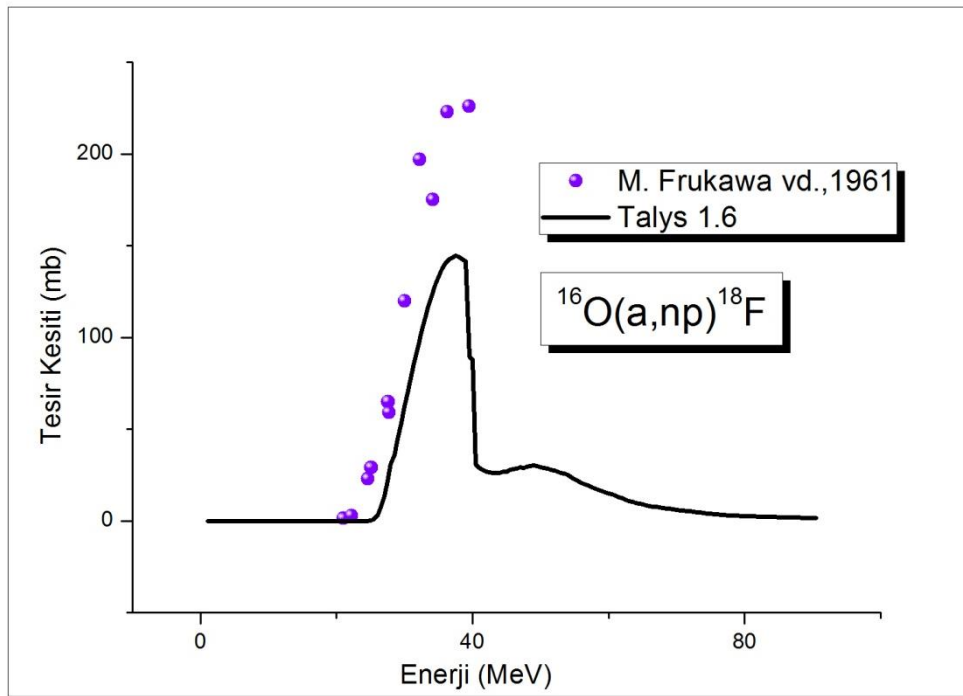 200
100
0
0
40
80
Tesir Kesiti (mb)
Enerji (MeV)
M. Frukawa vd.,1961
Talys 1.6
¹⁶O(a,np)¹⁸F